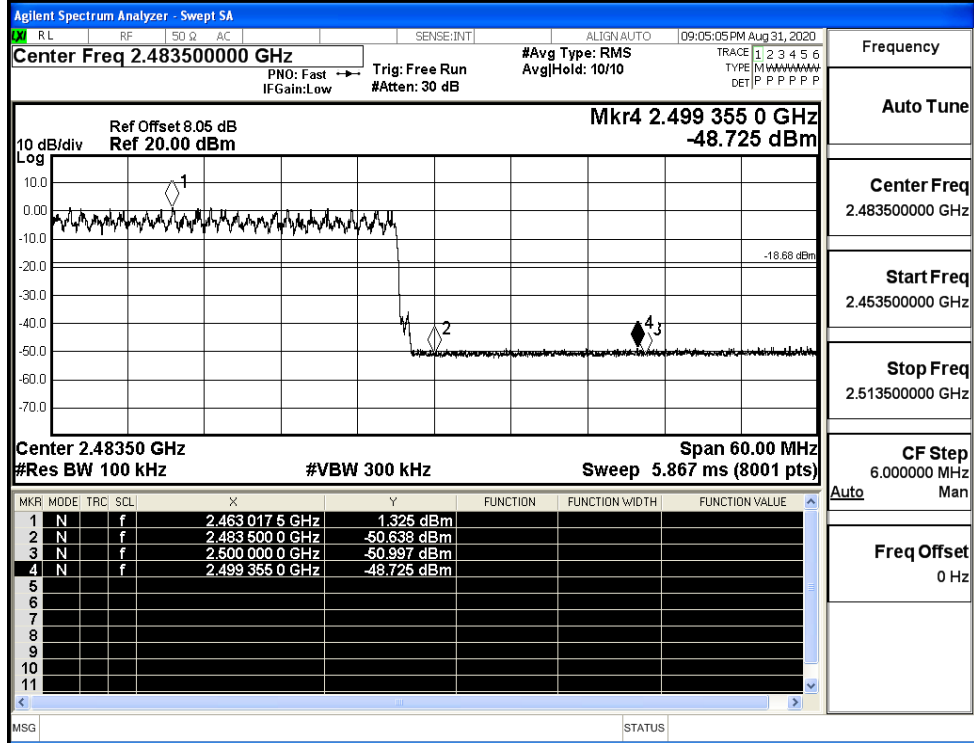 Agilent Spectrum Analyzer - Swept SA
LXI RL RF 50 Ω AC SENSE:INT ALIGN AUTO 09:05:05 PM Aug 31, 2020
Center Freq 2.483500000 GHz
PNO: Fast
IFGain:Low
Trig: Free Run
#Atten: 30 dB
#Avg Type: RMS
Avg|Hold: 10/10
TRACE 1 2 3 4 5 6
TYPE M W W W W W
DET P P P P P P
Frequency
Auto Tune
Center Freq
2.483500000 GHz
Start Freq
2.453500000 GHz
Stop Freq
2.513500000 GHz
CF Step
6.000000 MHz
Auto Man
Freq Offset
0 Hz
Mkr4 2.499 355 0 GHz
-48.725 dBm
Ref Offset 8.05 dB
10 dB/div Ref 20.00 dBm
Log
10.0
0.00
-10.0
-20.0
-30.0
-40.0
-50.0
-60.0
-70.0
1
2
4
3
-18.68 dBm
Center 2.48350 GHz Span 60.00 MHz
#Res BW 100 kHz #VBW 300 kHz Sweep 5.867 ms (8001 pts)
MKR MODE TRC SCL X Y FUNCTION FUNCTION WIDTH FUNCTION VALUE
1 N f 2.463 017 5 GHz 1.325 dBm
2 N f 2.483 500 0 GHz -50.638 dBm
3 N f 2.500 000 0 GHz -50.997 dBm
4 N f 2.499 355 0 GHz -48.725 dBm
5
6
7
8
9
10
11
MSG STATUS